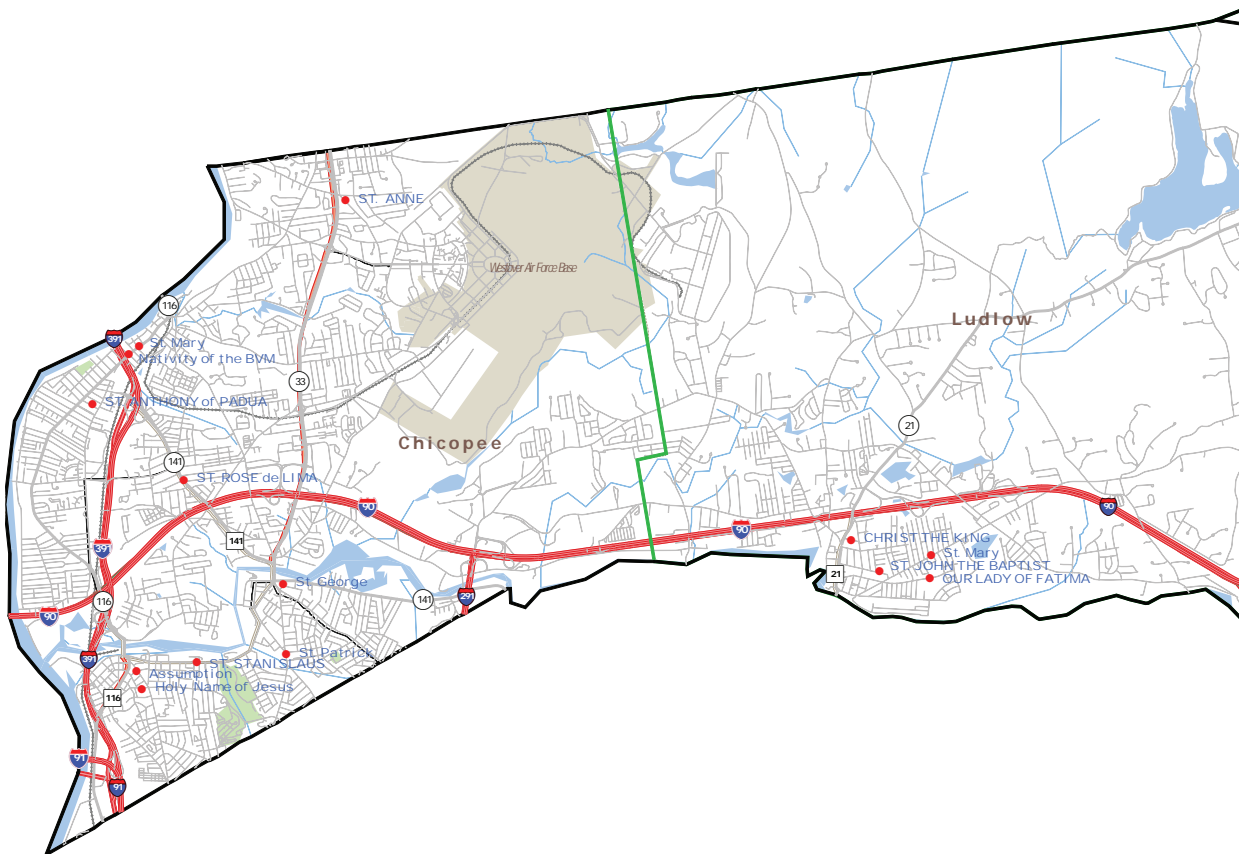 ST. ANNE
Westover Air Force Base
116
391
St. Mary
Nativity of the BVM
Ludlow
33
ST. ANTHONY of PADUA
21
Chicopee
141
ST. ROSE de LIMA
90
90
90
141
391
CHRIST THE KING
St. Mary
ST. JOHN THE BAPTIST
21
OUR LADY OF FATIMA
St. George
116
141
291
90
391
St. Patrick
ST. STANISLAUS
Assumption
Holy Name of Jesus
116
91
91